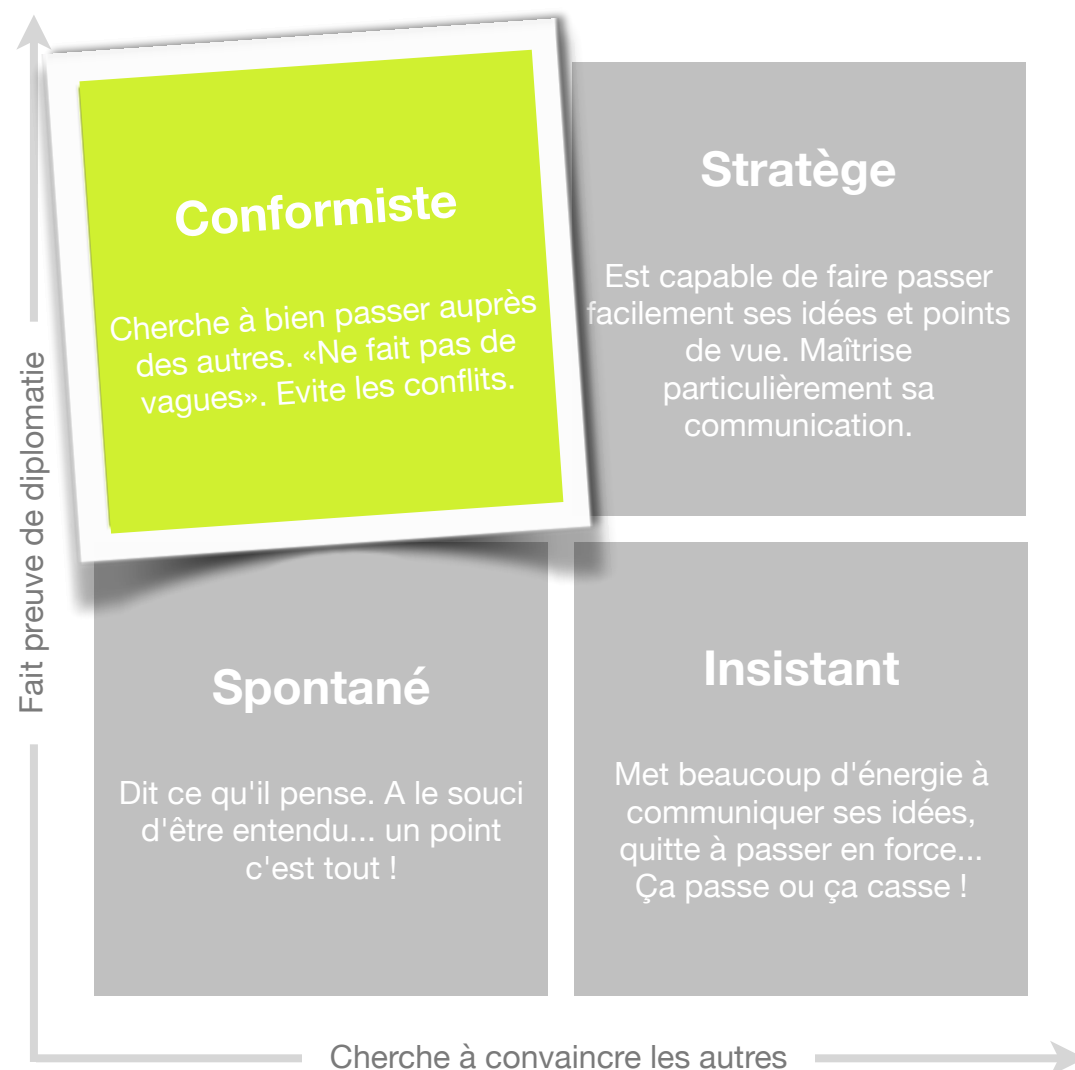 Conformiste
Cherche à bien passer auprès
des autres. «Ne fait pas de
vagues». Evite les conflits.
Stratège
Est capable de faire passer
facilement ses idées et points
de vue. Maîtrise
particulièrement sa
communication.
Fait preuve de diplomatie
Spontané
Dit ce qu'il pense. A le souci
d'être entendu... un point
c'est tout !
Insistant
Met beaucoup d'énergie à
communiquer ses idées,
quitte à passer en force...
Ça passe ou ça casse !
Cherche à convaincre les autres